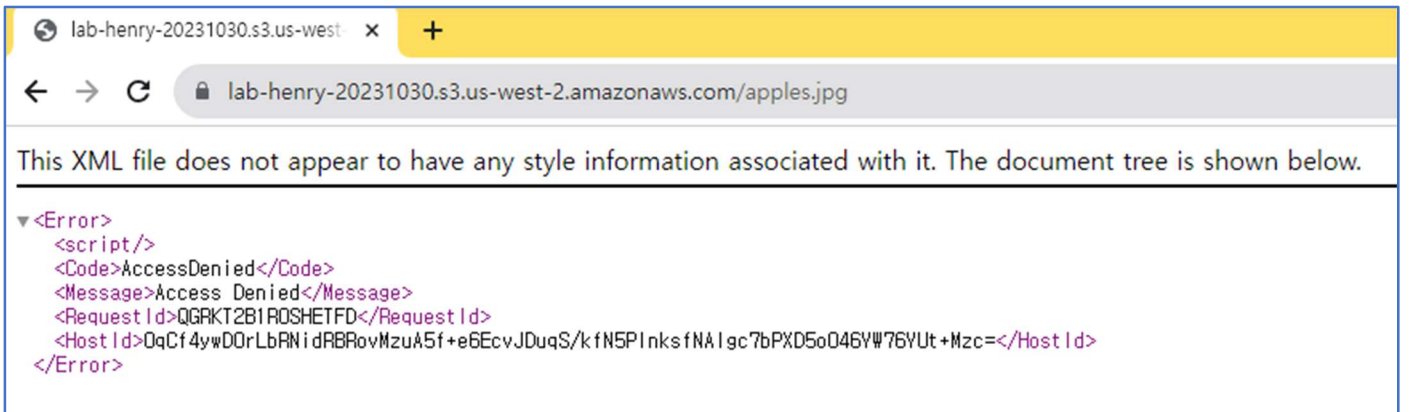 lab-henry-20231030.s3.us-west-
lab-henry-20231030.s3.us-west-2.amazonaws.com/apples.jpg
This XML file does not appear to have any style information associated with it. The document tree is shown below.
<Error>
<script/>
<Code>AccessDenied</Code>
<Message>Access Denied</Message>
<RequestId>QGRKT2B1ROSHETFD</RequestId>
<HostId>OqCf4ywDOrLbRNidRBRovMzuA5f+e6EcvJDuqS/kfN5PlnksfNAlgc7bPXD5oO46YW76YUt+Mzc=</HostId>
</Error>